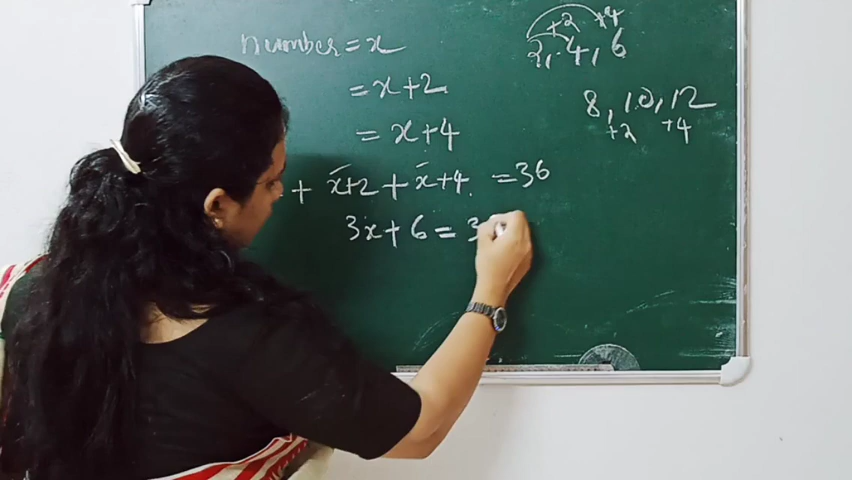 number = x
= x+2
= x+4
+ x+2 + x+4 = 36
3x+6 = 3
+2 +4
2, 4, 6
8, 10, 12
+2 +4